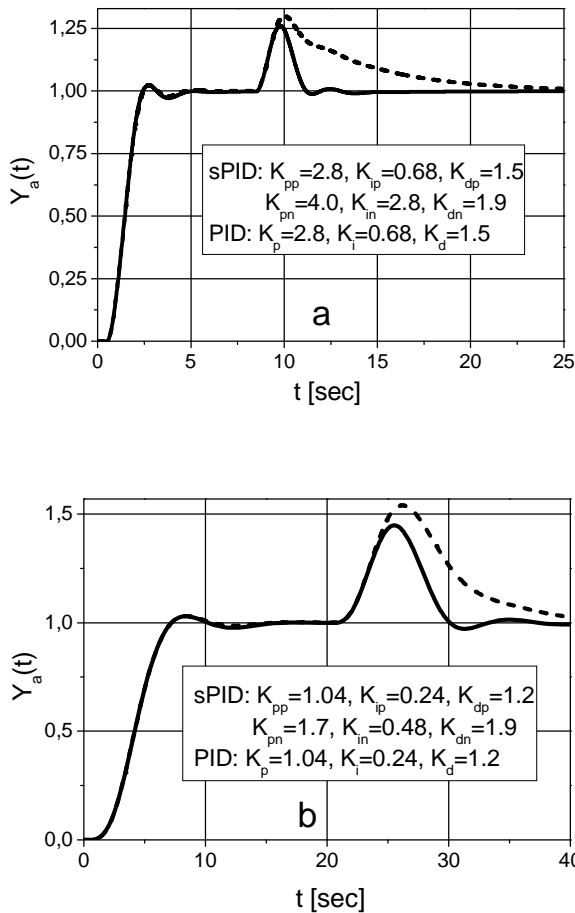 1,25
1,00
0,75
0,50
0,25
0,00
Y_a(t)
sPID: K_pp=2.8, K_ip=0.68, K_dp=1.5
K_pn=4.0, K_in=2.8, K_dn=1.9
PID: K_p=2.8, K_i=0.68, K_d=1.5
a
0 5 10 15 20 25
t [sec]
1,5
1,0
0,5
0,0
Y_a(t)
sPID: K_pp=1.04, K_ip=0.24, K_dp=1.2
K_pn=1.7, K_in=0.48, K_dn=1.9
PID: K_p=1.04, K_i=0.24, K_d=1.2
b
0 10 20 30 40
t [sec]